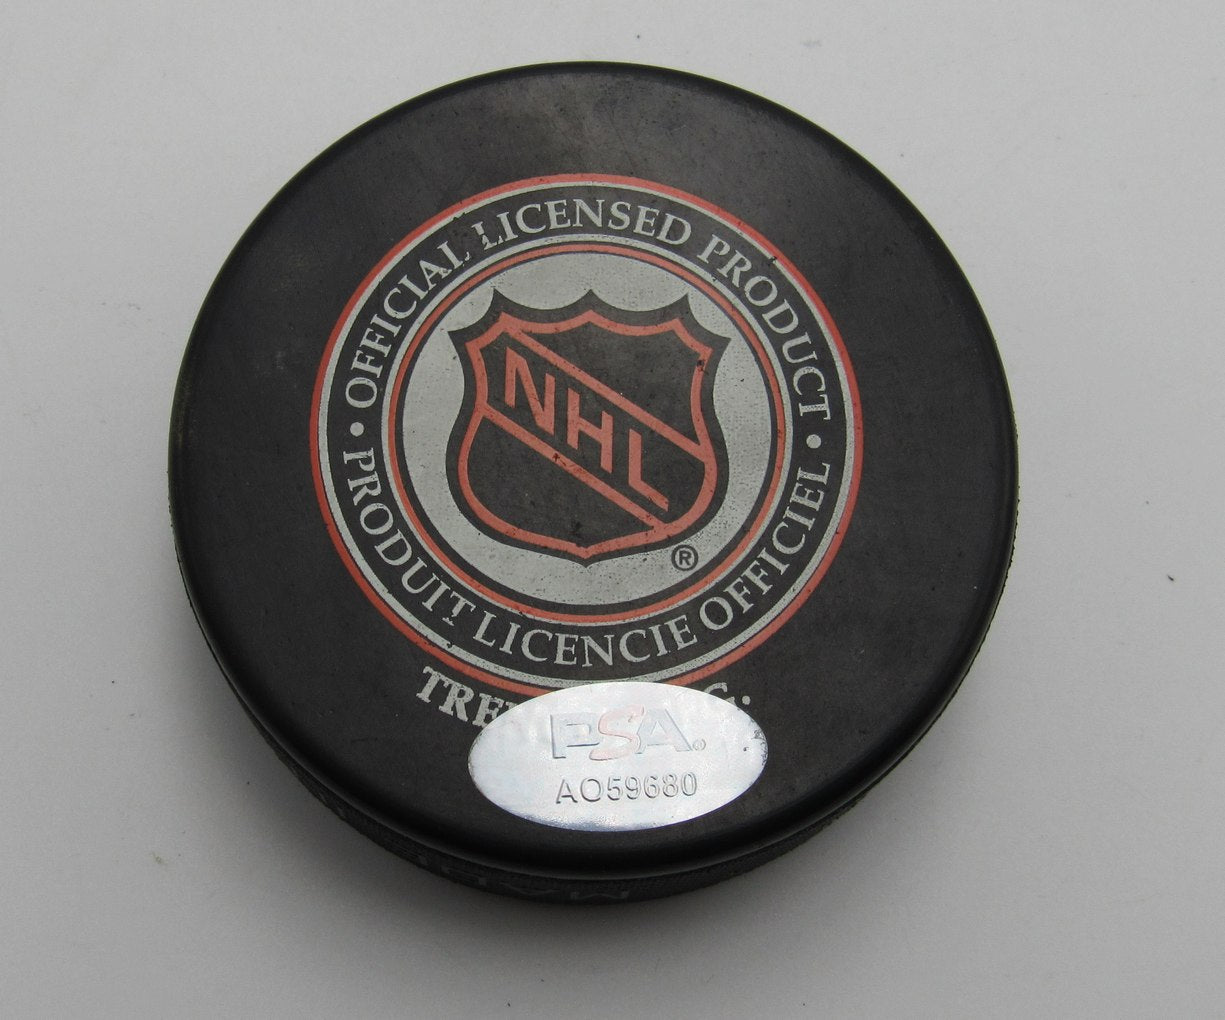 OFFICIAL LICENSED PRODUCT
NHL
®
• PRODUIT LICENCIE OFFICIEL •
PSA®
AO59680